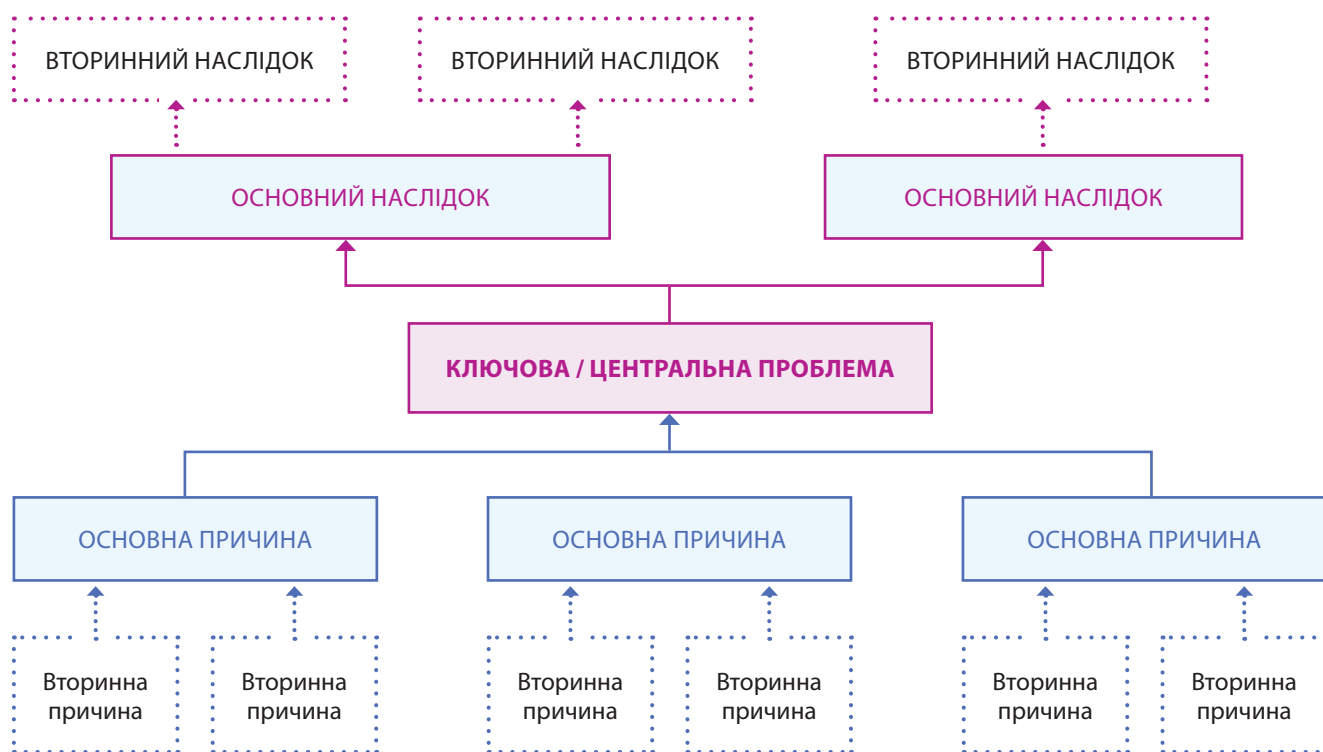 ВТОРИННИЙ НАСЛІДОК
ВТОРИННИЙ НАСЛІДОК
ВТОРИННИЙ НАСЛІДОК
ОСНОВНИЙ НАСЛІДОК
ОСНОВНИЙ НАСЛІДОК
КЛЮЧОВА / ЦЕНТРАЛЬНА ПРОБЛЕМА
ОСНОВНА ПРИЧИНА
ОСНОВНА ПРИЧИНА
ОСНОВНА ПРИЧИНА
Вторинна
причина
Вторинна
причина
Вторинна
причина
Вторинна
причина
Вторинна
причина
Вторинна
причина